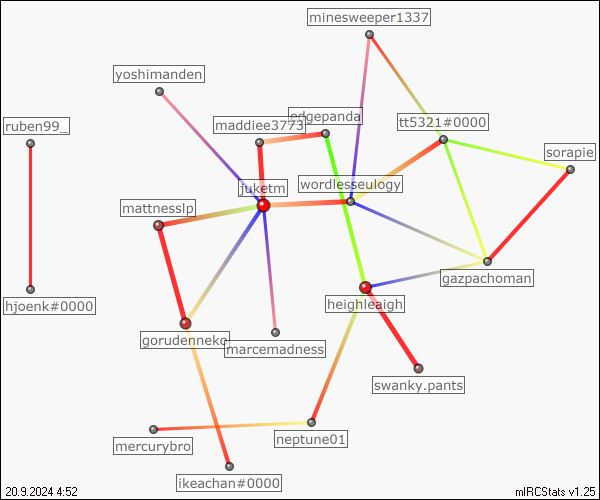 minesweeper1337
yoshimanden
edgepanda
maddiee3773
tt5321#0000
ruben99_
sorapie
juketm
wordlesseulogy
mattnesslp
gazpachoman
hjoenk#0000
heighleaigh
gorudenneko
marcemadness
swanky.pants
neptune01
mercurybro
ikeachan#0000
20.9.2024 4:52
mIRCStats v1.25